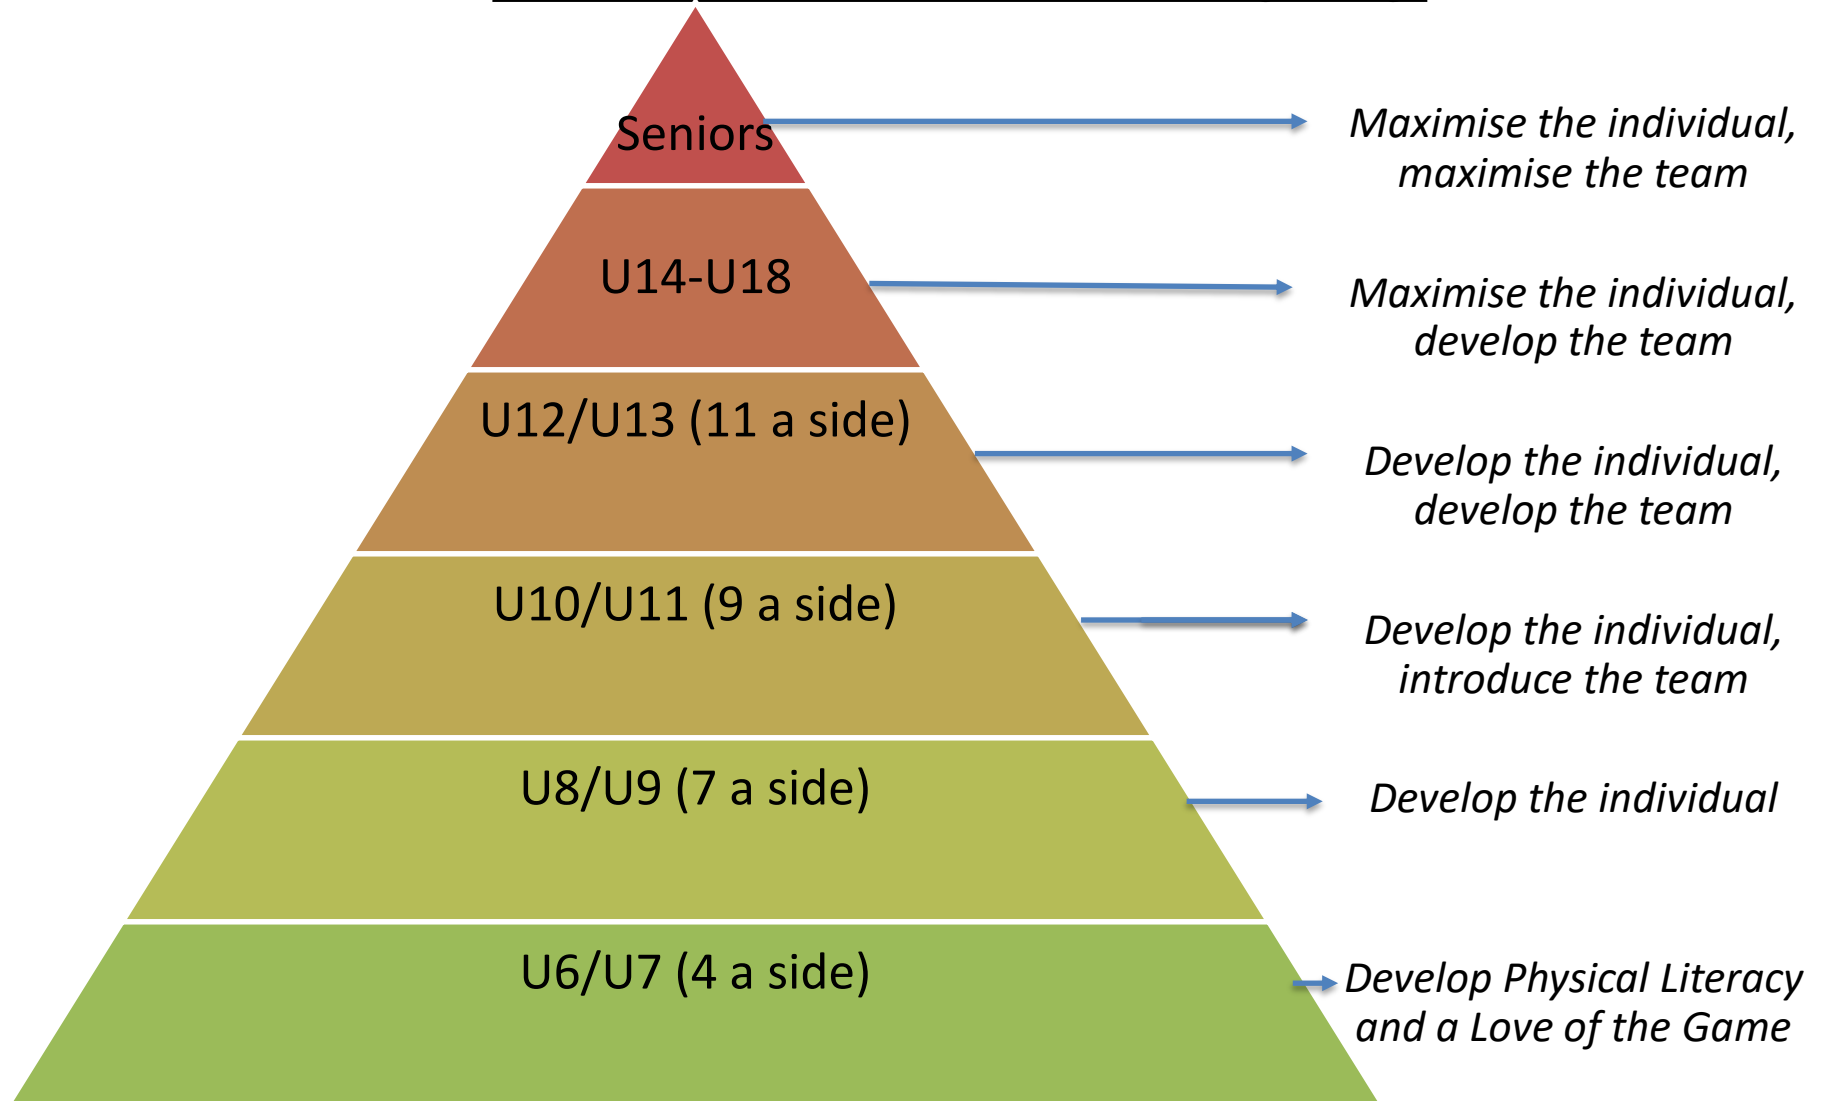 Seniors
Maximise the individual,
maximise the team
U14-U18
Maximise the individual,
develop the team
U12/U13 (11 a side)
Develop the individual,
develop the team
U10/U11 (9 a side)
Develop the individual,
introduce the team
U8/U9 (7 a side)
Develop the individual
U6/U7 (4 a side)
Develop Physical Literacy
and a Love of the Game